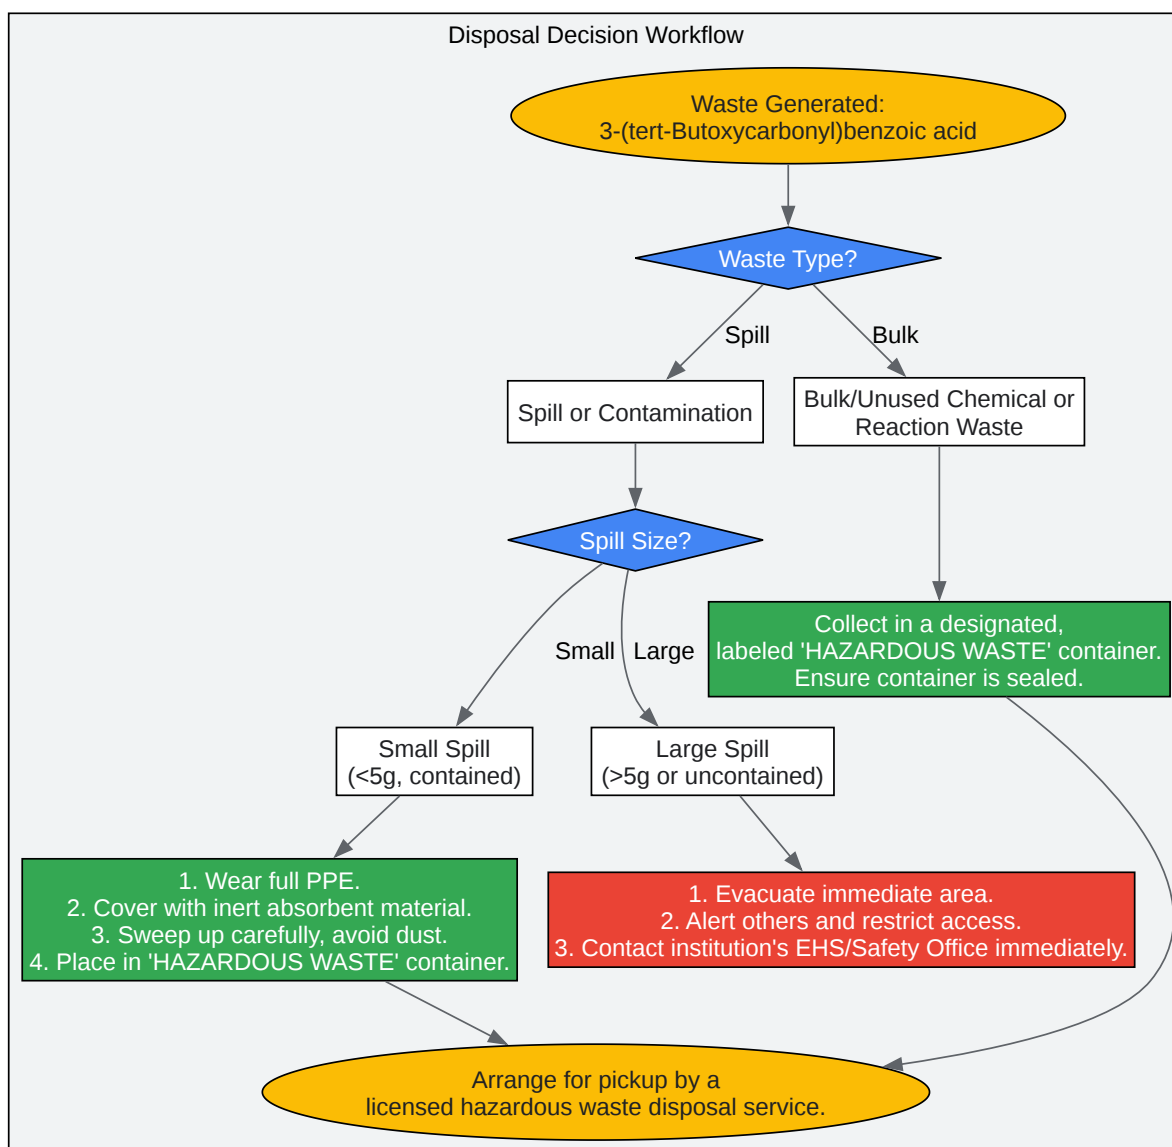 Disposal Decision Workflow
Waste Generated:
3-(tert-Butoxycarbonyl)benzoic acid
Waste Type?
Spill
Bulk
Spill or Contamination
Bulk/Unused Chemical or
Reaction Waste
Spill Size?
Small
Large
Collect in a designated,
labeled 'HAZARDOUS WASTE' container.
Ensure container is sealed.
Small Spill
(<5g, contained)
Large Spill
(>5g or uncontained)
1. Wear full PPE.
2. Cover with inert absorbent material.
3. Sweep up carefully, avoid dust.
4. Place in 'HAZARDOUS WASTE' container.
1. Evacuate immediate area.
2. Alert others and restrict access.
3. Contact institution's EHS/Safety Office immediately.
Arrange for pickup by a
licensed hazardous waste disposal service.